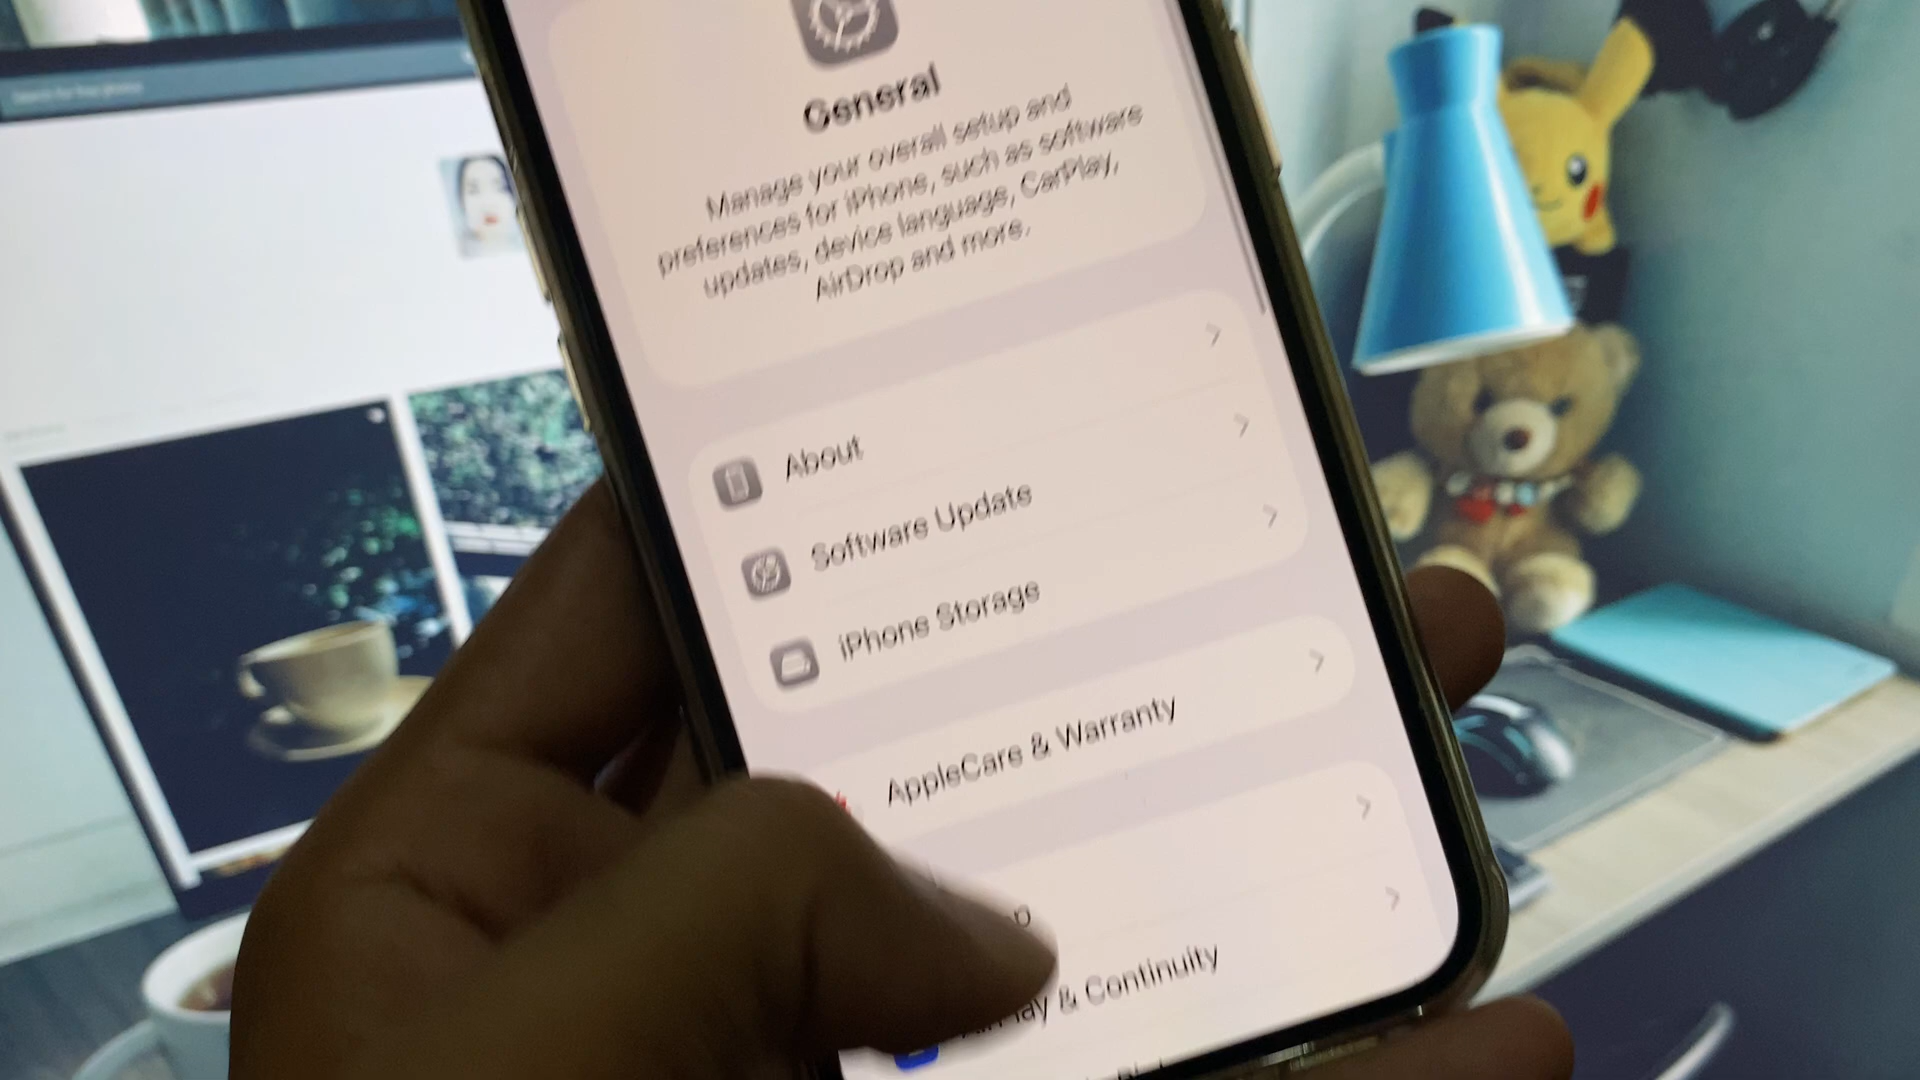 General
Manage your overall setup and
preferences for iPhone, such as software
updates, device language, CarPlay,
AirDrop and more.
About
Software Update
iPhone Storage
AppleCare & Warranty
& Continuity